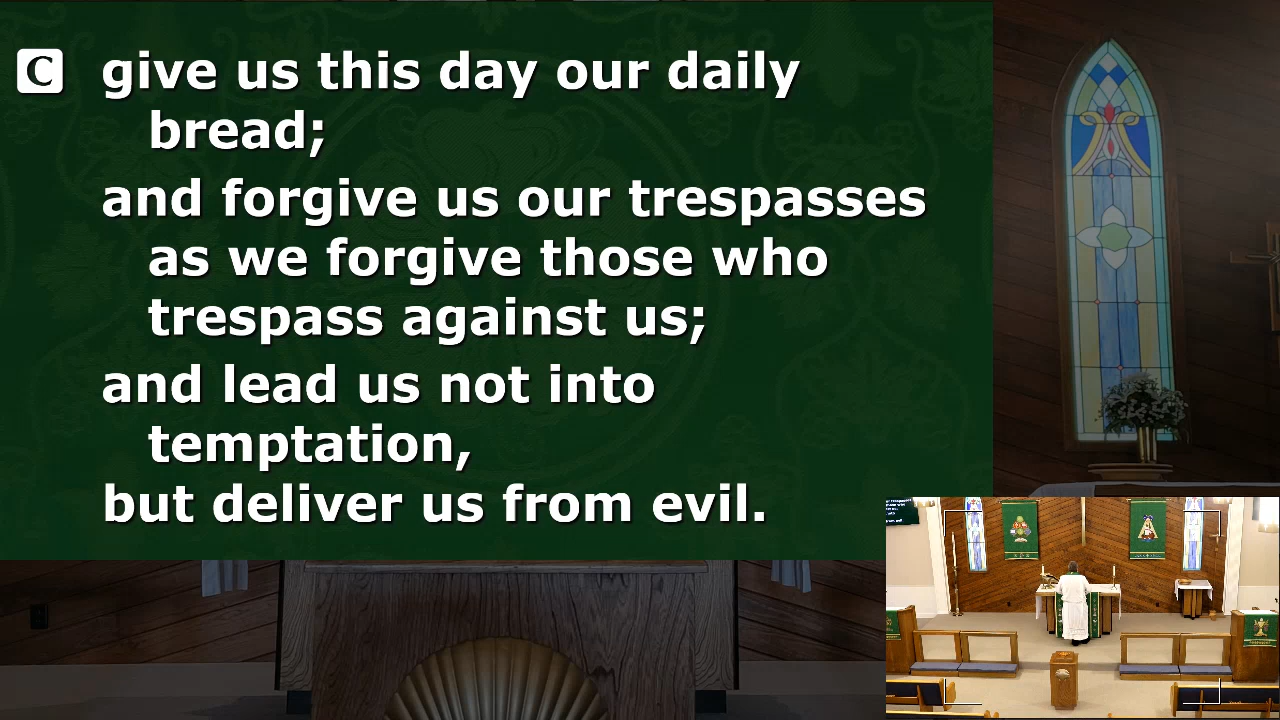 C give us this day our daily
bread;
and forgive us our trespasses
as we forgive those who
trespass against us;
and lead us not into
temptation,
but deliver us from evil.